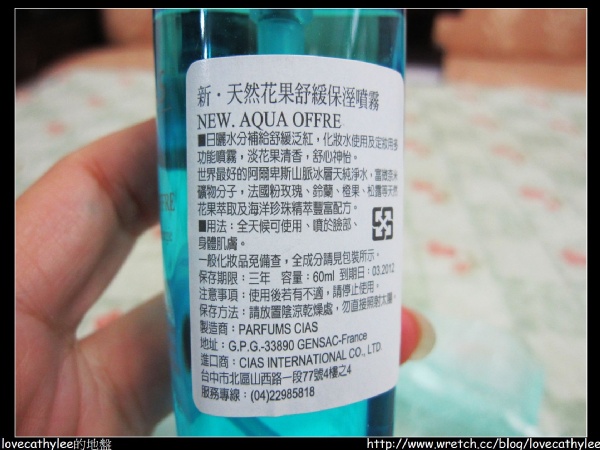 新‧天然花果舒緩保溼噴霧
NEW. AQUA OFFRE
■日曬水分補給舒緩泛紅，化妝水使用及定妝用多
功能噴霧，淡花果清香，舒心神怡。
世界最好的阿爾卑斯山脈冰層天純淨水，富微奈米
礦物分子，法國粉玫瑰、鈴蘭、橙果、松露等天然
花果萃取及海洋珍珠精萃豐富配方。
■用法：全天候可使用、噴於臉部、
身體肌膚。
一般化妝品免備查，全成分請見包裝所示。
保存期限：三年 容量：60ml 到期日：03.2012
注意事項：使用後若有不適，請停止使用。
保存方法：請放置陰涼乾燥處，勿直接照射太陽。
製造商：PARFUMS CIAS
地址：G.P.G.-33890 GENSAC-France
進口商：CIAS INTERNATIONAL CO., LTD.
台中市北區山西路一段77號4樓之4
服務專線：(04)22985818
lovecathylee的地盤
http://www.wretch.cc/blog/lovecathylee